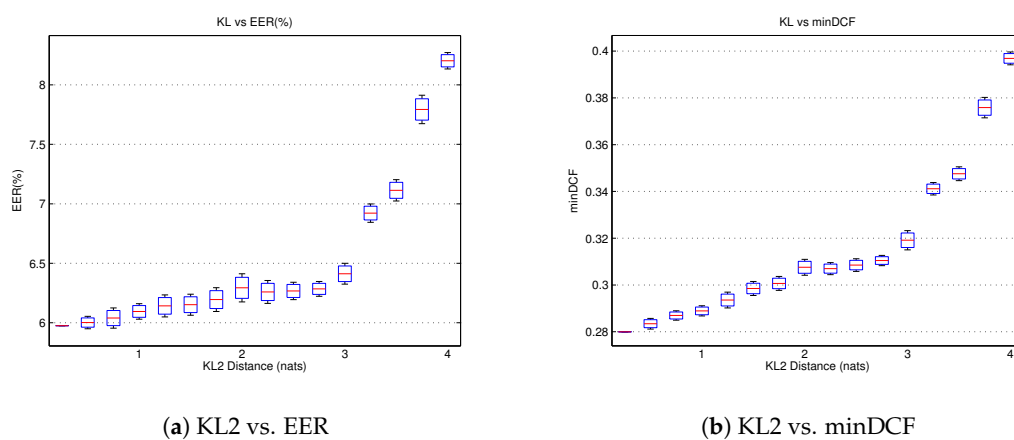 KL vs EER(%)
8
7.5
7
6.5
6
EER(%)
1
2
3
4
KL2 Distance (nats)
(a) KL2 vs. EER
KL vs minDCF
0.4
0.38
0.36
0.34
0.32
0.3
0.28
minDCF
1
2
3
4
KL2 Distance (nats)
(b) KL2 vs. minDCF